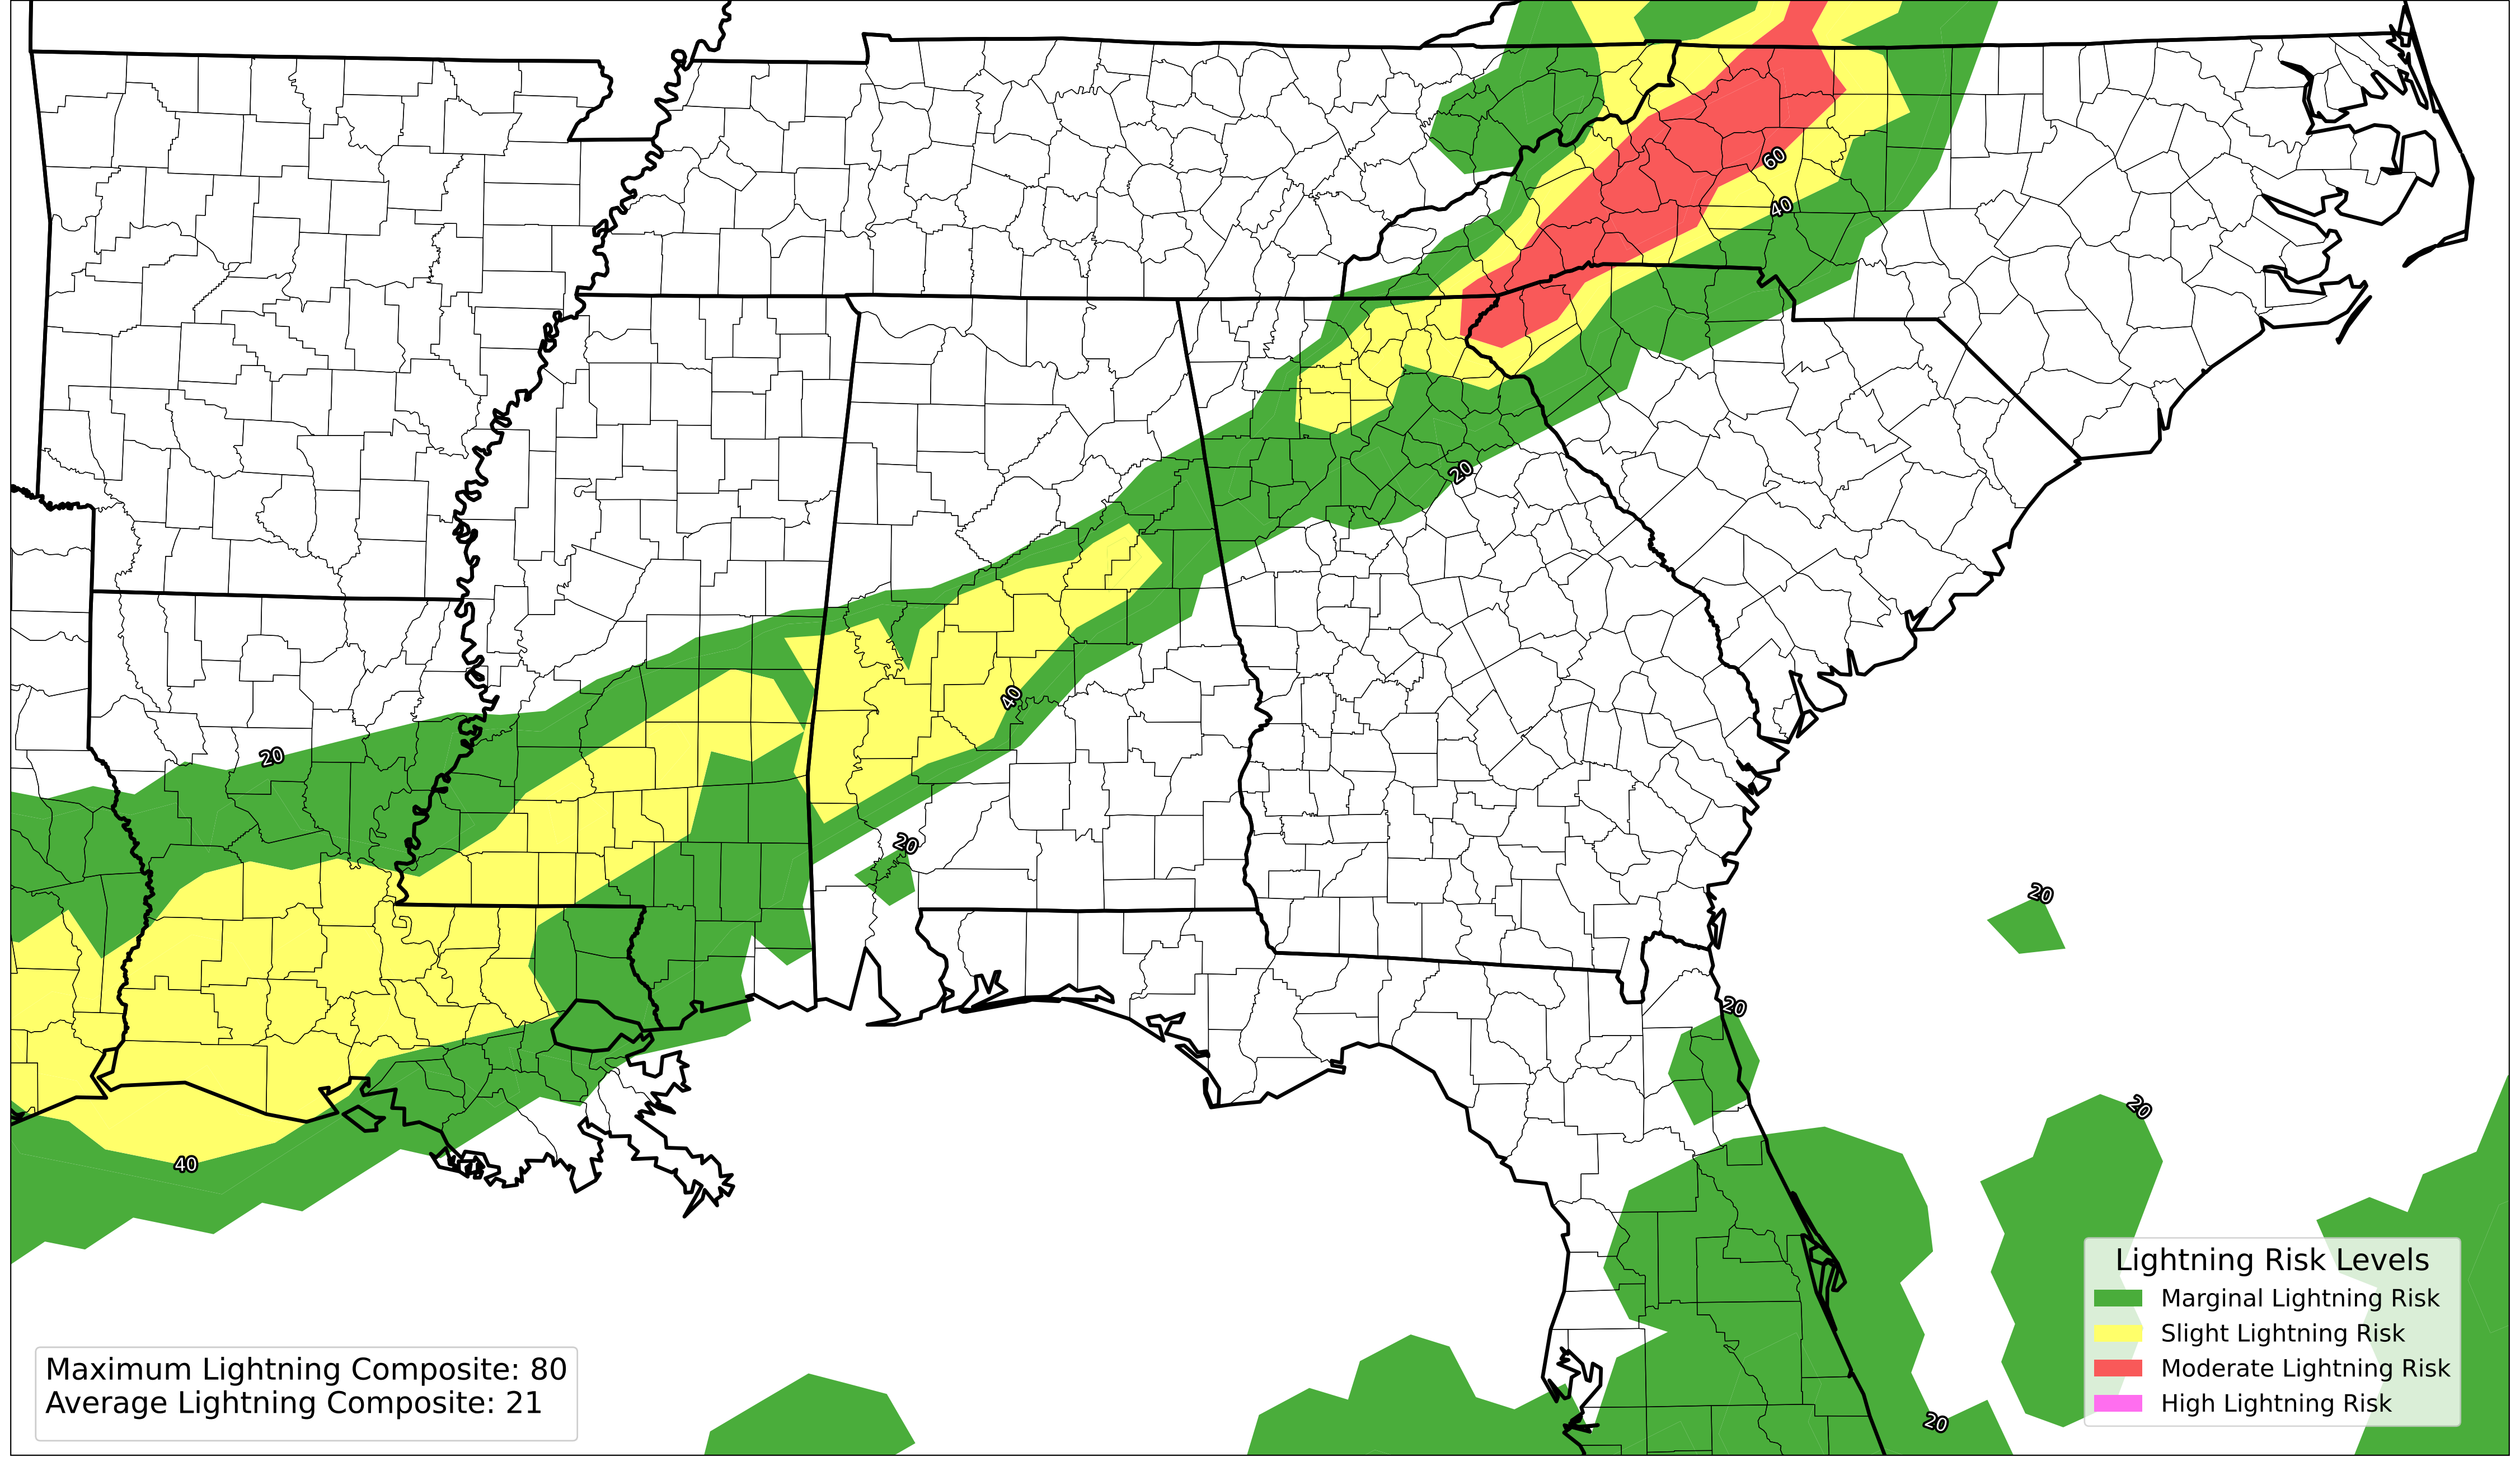 60
40
20
40
20
20
20
20
20
40
20
Lightning Risk Levels
Marginal Lightning Risk
Slight Lightning Risk
Moderate Lightning Risk
High Lightning Risk
Maximum Lightning Composite: 80
Average Lightning Composite: 21